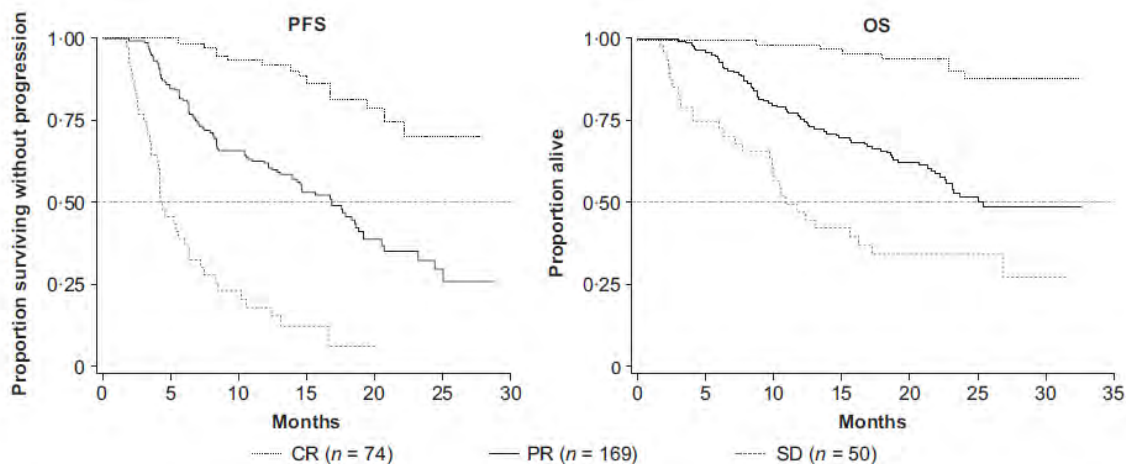 PFS
Proportion surviving without progression
1·00
0·75
0·50
0·25
0
0 5 10 15 20 25 30
Months
OS
Proportion alive
1·00
0·75
0·50
0·25
0
0 5 10 15 20 25 30 35
Months
CR (n = 74) PR (n = 169) SD (n = 50)